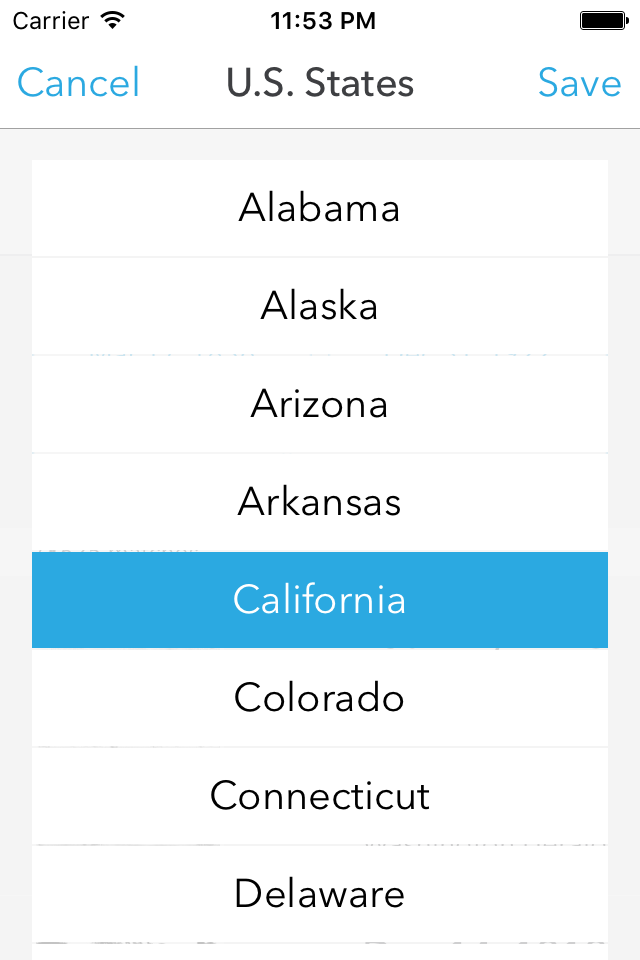 Carrier 11:53 PM
Cancel U.S. States Save
Alabama
Alaska
Arizona
Arkansas
California
Colorado
Connecticut
Delaware